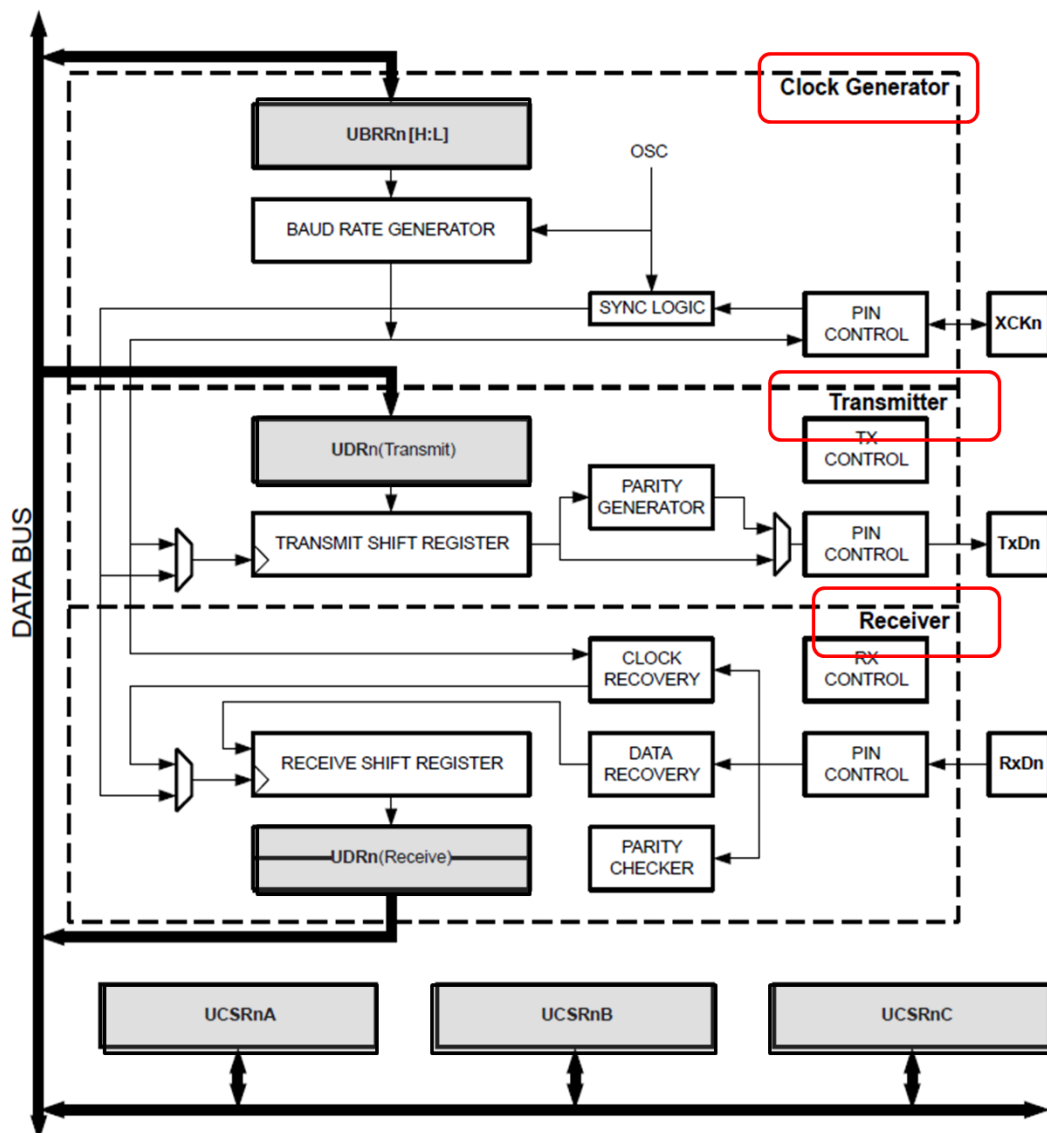 Clock Generator
UBRRn [H:L]
OSC
BAUD RATE GENERATOR
SYNC LOGIC
PIN
CONTROL
XCKn
Transmitter
UDRn(Transmit)
TX
CONTROL
PARITY
GENERATOR
TRANSMIT SHIFT REGISTER
PIN
CONTROL
TxDn
DATA BUS
Receiver
CLOCK
RECOVERY
RX
CONTROL
RECEIVE SHIFT REGISTER
DATA
RECOVERY
PIN
CONTROL
RxDn
UDRn(Receive)
PARITY
CHECKER
UCSRnA
UCSRnB
UCSRnC